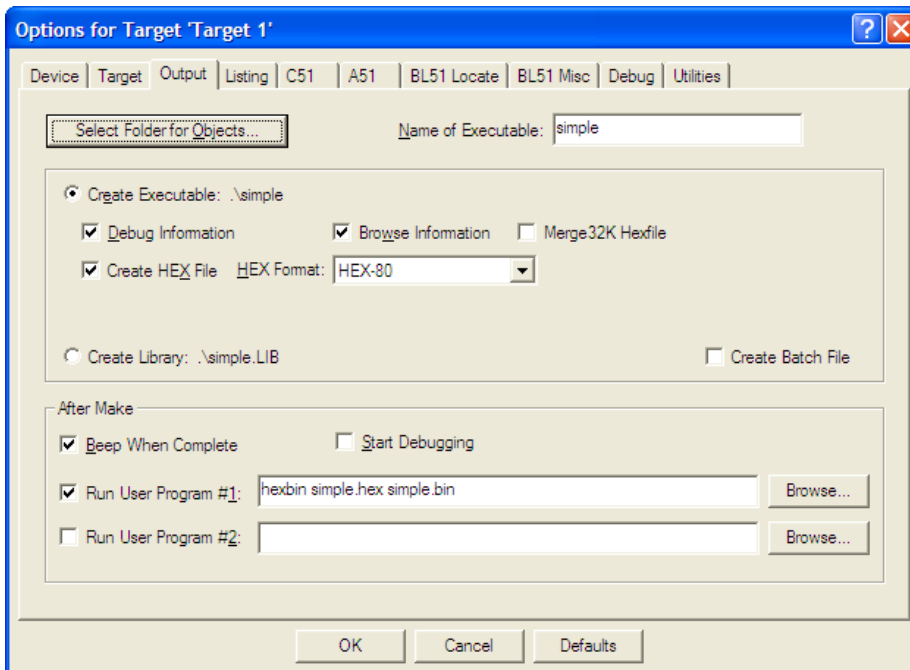 Options for Target 'Target 1'
Device Target Output Listing C51 A51 BL51 Locate BL51 Misc Debug Utilities
Select Folder for Objects... Name of Executable: simple
Create Executable: .\simple
Debug Information Browse Information Merge32K Hexfile
Create HEX File HEX Format: HEX-80
Create Library: .\simple.LIB Create Batch File
After Make
Beep When Complete Start Debugging
Run User Program #1: hexbin simple.hex simple.bin Browse...
Run User Program #2: Browse...
OK Cancel Defaults